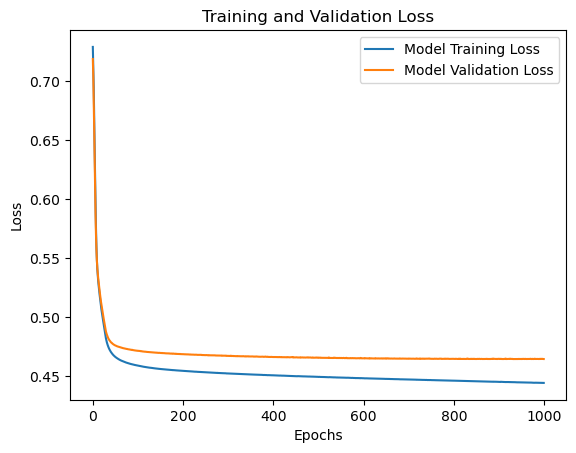 Training and Validation Loss
Model Training Loss
Model Validation Loss
0.70
0.65
0.60
0.55
0.50
0.45
Loss
0
200
400
600
800
1000
Epochs